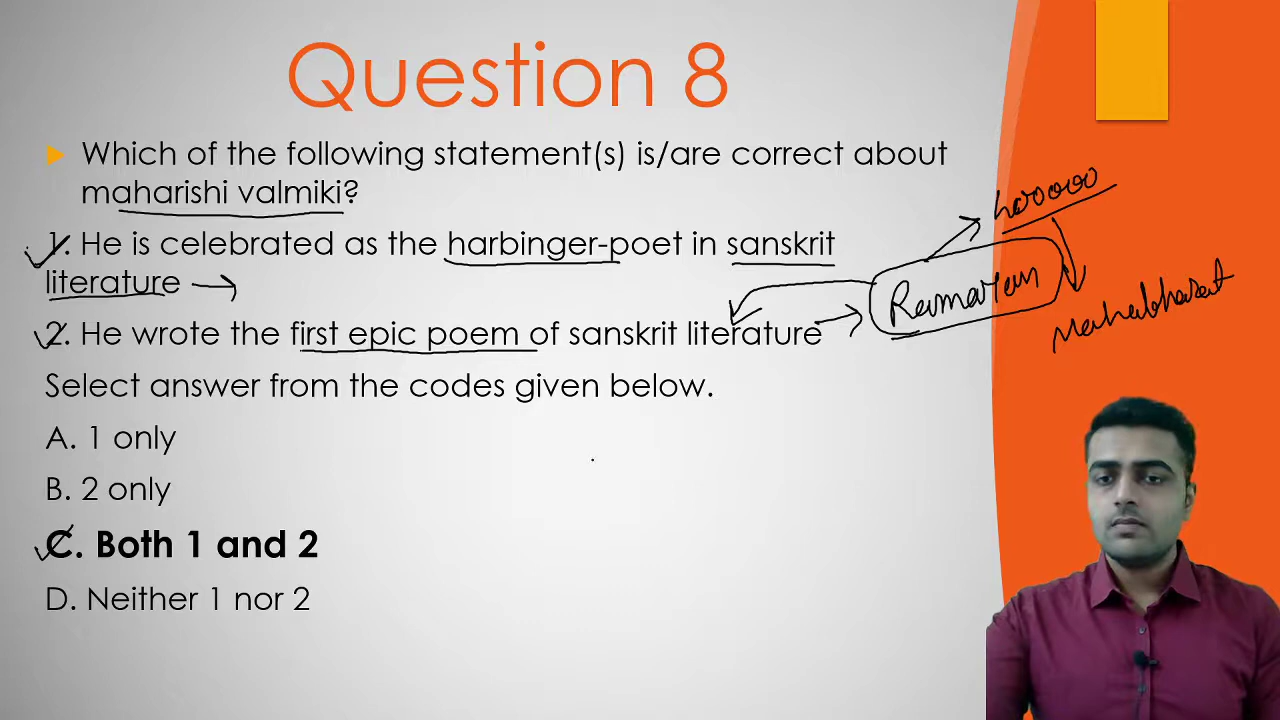 Question 8
Which of the following statement(s) is/are correct about
maharishi valmiki?
1. He is celebrated as the harbinger-poet in sanskrit
literature
2. He wrote the first epic poem of sanskrit literature
Select answer from the codes given below.
A. 1 only
B. 2 only
C. Both 1 and 2
D. Neither 1 nor 2
Ramayan
Mahabharat